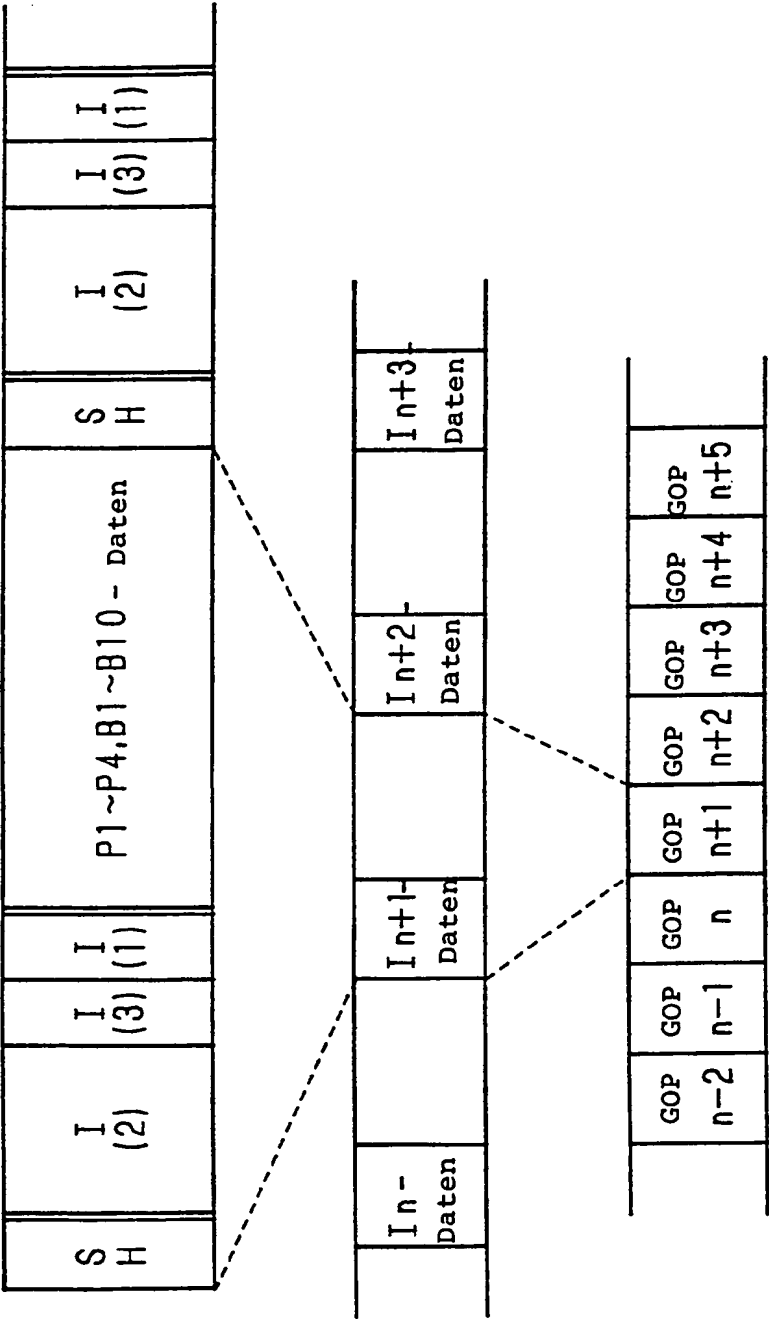 S
H
I
(2)
I
(3)
I
(1)
P1~P4,B1~B10 - Daten
S
H
I
(2)
I
(3)
I
(1)
In -
Daten
In+1-
Daten
In+2-
Daten
In+3-
Daten
GOP
n-2
GOP
n-1
GOP
n
GOP
n+1
GOP
n+2
GOP
n+3
GOP
n+4
GOP
n+5